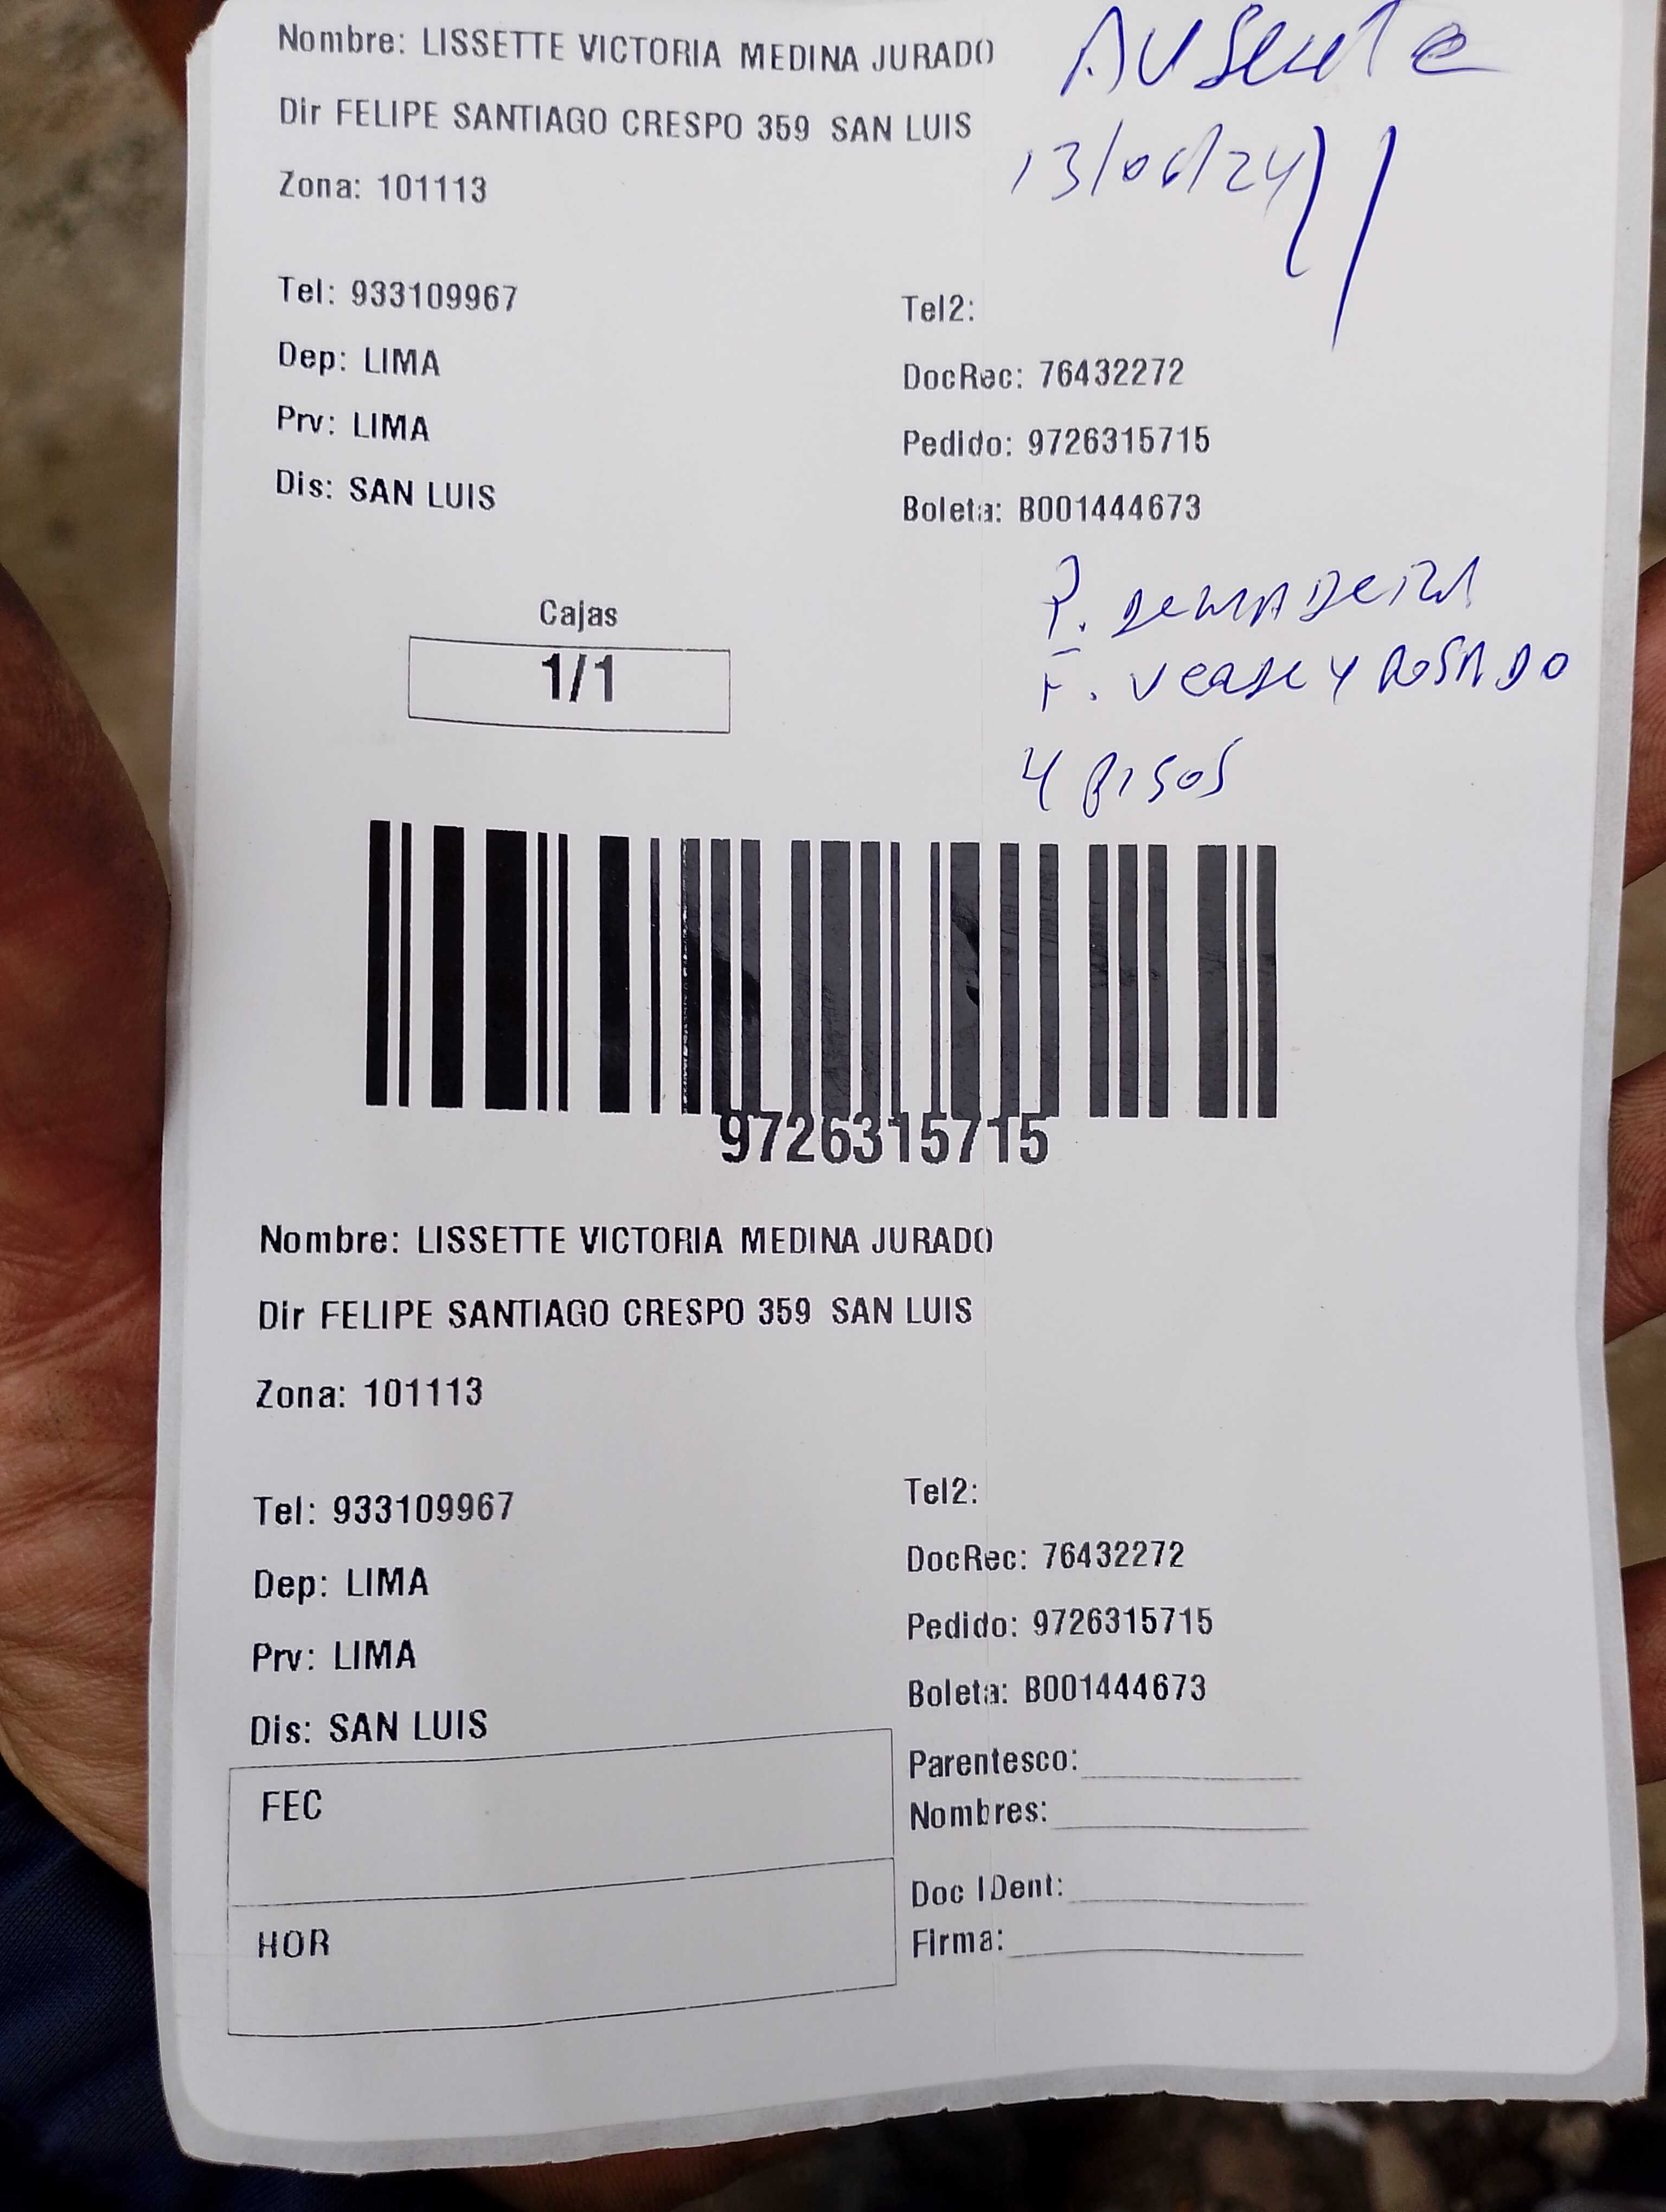 Nombre: LISSETTE VICTORIA MEDINA JURADO
Ausente
Dir FELIPE SANTIAGO CRESPO 359 SAN LUIS
13/06/24
Zona: 101113
Tel: 933109967
Tel2:
Dep: LIMA
DocRec: 76432272
Prv: LIMA
Pedido: 9726315715
Dis: SAN LUIS
Boleta: B001444673
P. DE MADERA
Cajas
F. VERDE Y ROSADO
1/1
4 PISOS
9726315715
Nombre: LISSETTE VICTORIA MEDINA JURADO
Dir FELIPE SANTIAGO CRESPO 359 SAN LUIS
Zona: 101113
Tel: 933109967
Tel2:
Dep: LIMA
DocRec: 76432272
Prv: LIMA
Pedido: 9726315715
Dis: SAN LUIS
Boleta: B001444673
Parentesco:
FEC
Nombres:
Doc IDent:
HOR
Firma: